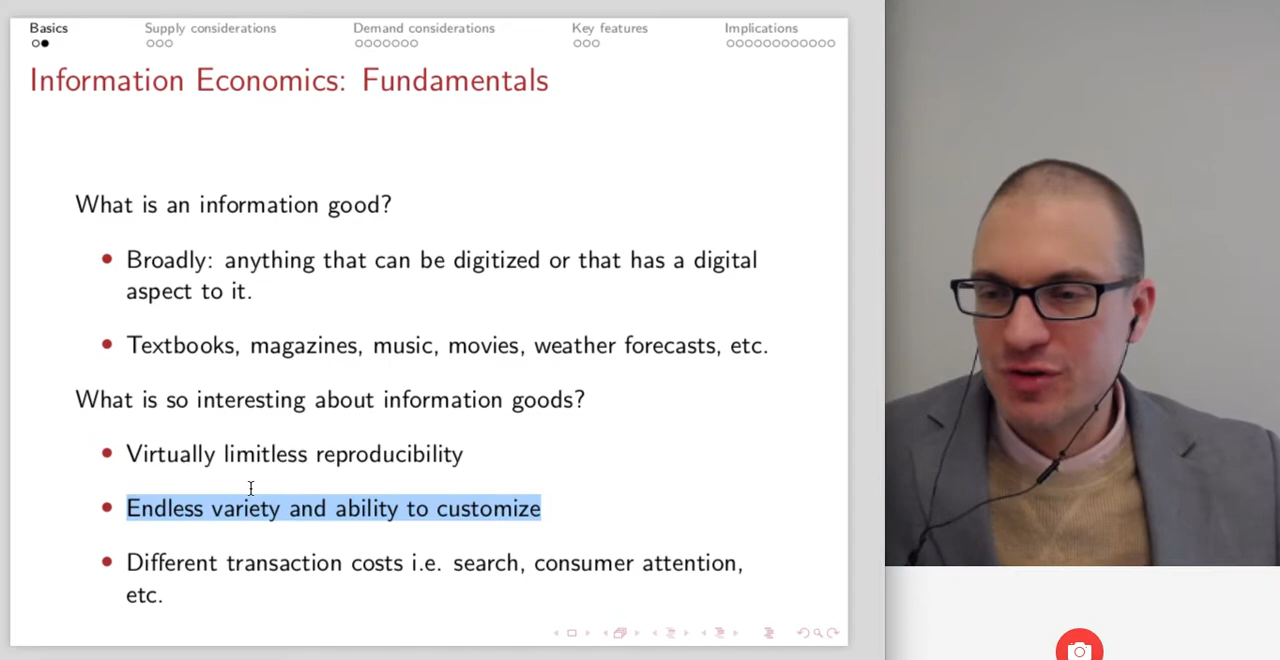 Basics Supply considerations Demand considerations Key features Implications
Information Economics: Fundamentals
What is an information good?
Broadly: anything that can be digitized or that has a digital
aspect to it.
Textbooks, magazines, music, movies, weather forecasts, etc.
What is so interesting about information goods?
Virtually limitless reproducibility
Endless variety and ability to customize
Different transaction costs i.e. search, consumer attention,
etc.